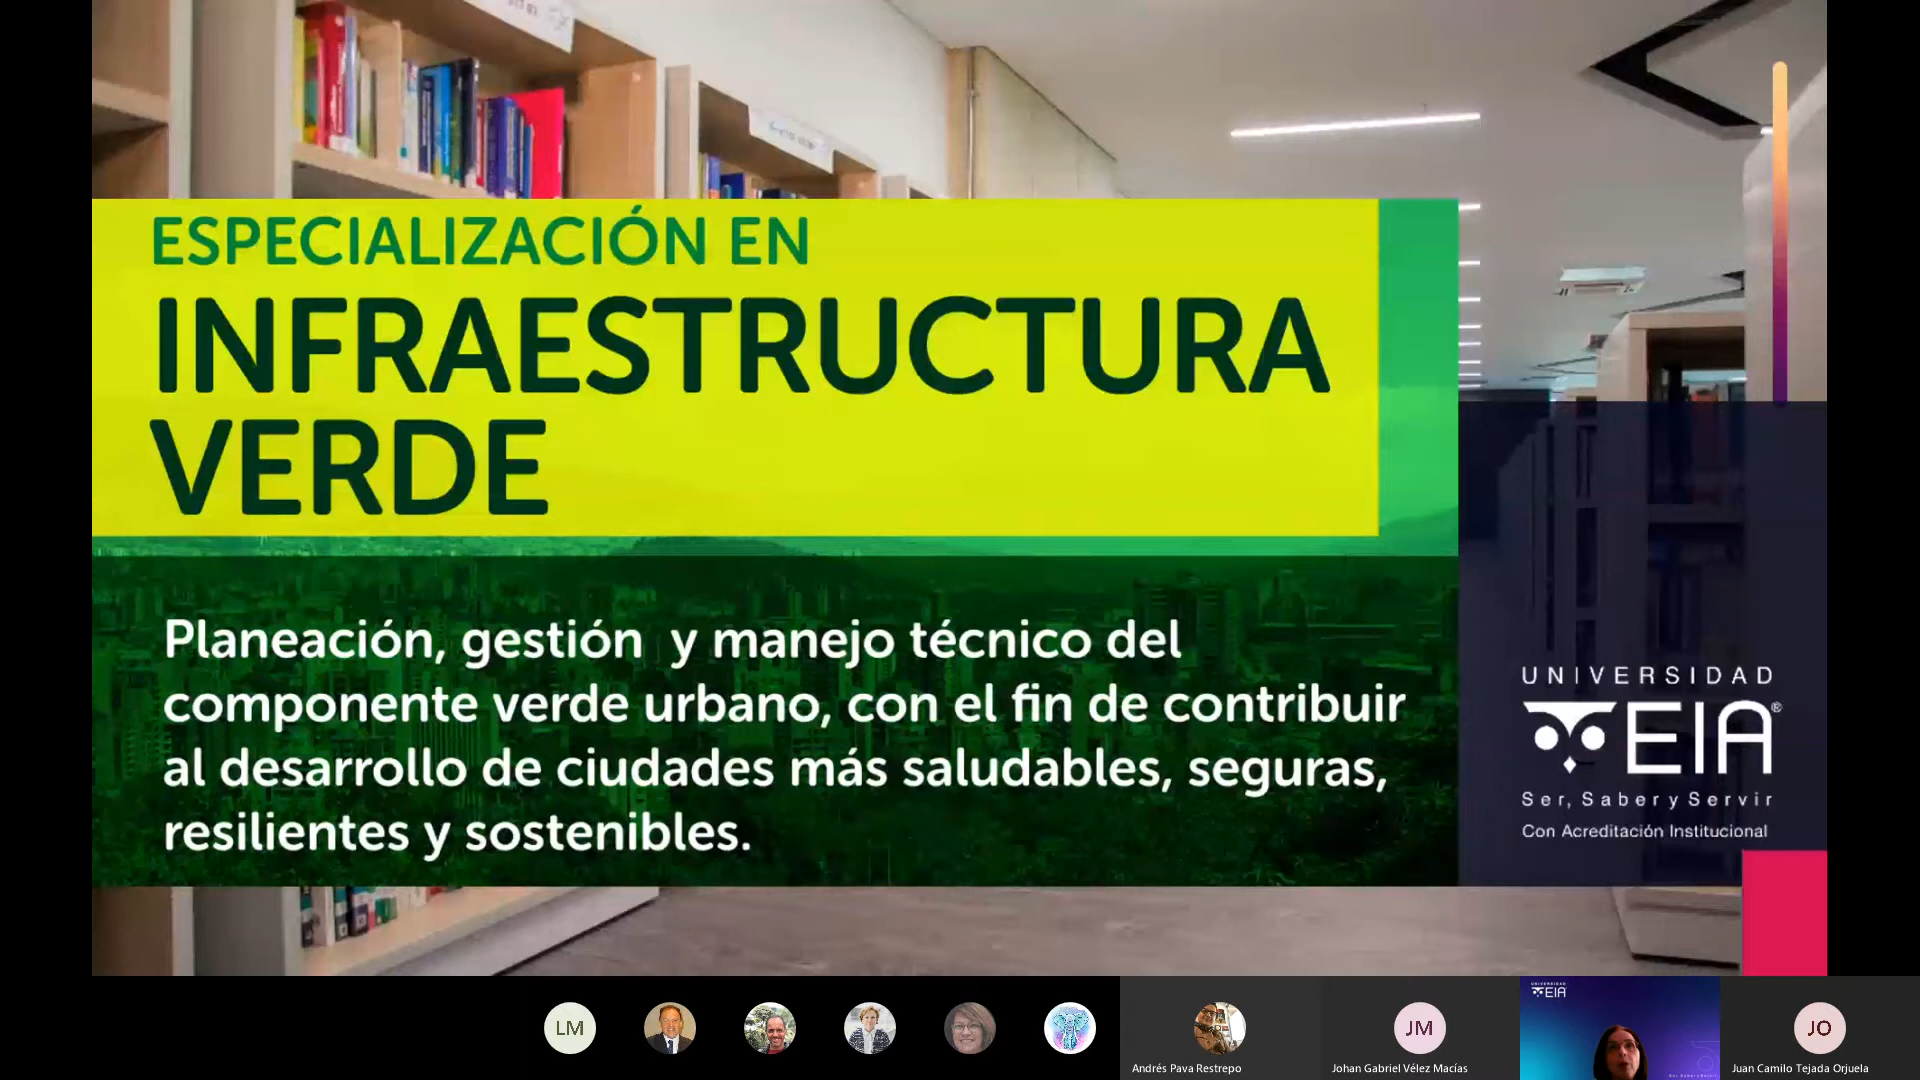 ESPECIALIZACIÓN EN
INFRAESTRUCTURA
VERDE
Planeación, gestión y manejo técnico del
componente verde urbano, con el fin de contribuir
al desarrollo de ciudades más saludables, seguras,
resilientes y sostenibles.
UNIVERSIDAD
EIA®
Ser, Saber y Servir
Con Acreditación Institucional
LM
JM
UNIVERSIDAD
EIA
JO
Andrés Pava Restrepo
Johan Gabriel Vélez Macías
Juan Camilo Tejada Orjuela